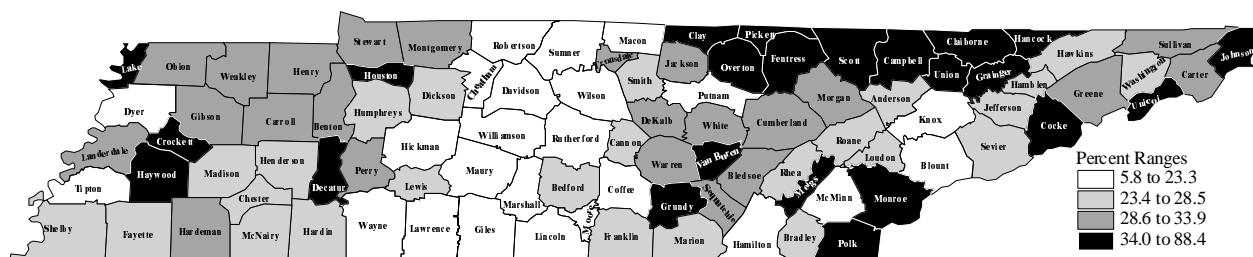 Stewart
Montgomery
Robertson
Sumner
Macon
Clay
Pickett
Claiborne
Hancock
Hawkins
Sullivan
Johnson
Lake
Obion
Weakley
Henry
Houston
Cheatham
Davidson
Wilson
Smith
Jackson
Overton
Fentress
Scott
Campbell
Union
Grainger
Hamblen
Washington
Carter
Dyer
Gibson
Carroll
Benton
Humphreys
Dickson
Putnam
Morgan
Anderson
Knox
Jefferson
Greene
Unicoi
Lauderdale
Crockett
Haywood
Madison
Henderson
Decatur
Perry
Hickman
Williamson
Rutherford
Cannon
DeKalb
White
Cumberland
Roane
Loudon
Blount
Sevier
Cocke
Tipton
Chester
Lewis
Maury
Bedford
Coffee
Warren
Van Buren
Bledsoe
Rhea
Meigs
McMinn
Monroe
Shelby
Fayette
Hardeman
McNairy
Hardin
Wayne
Lawrence
Giles
Marshall
Lincoln
Moore
Franklin
Grundy
Sequatchie
Marion
Hamilton
Bradley
Polk
Percent Ranges
5.8 to 23.3
23.4 to 28.5
28.6 to 33.9
34.0 to 88.4